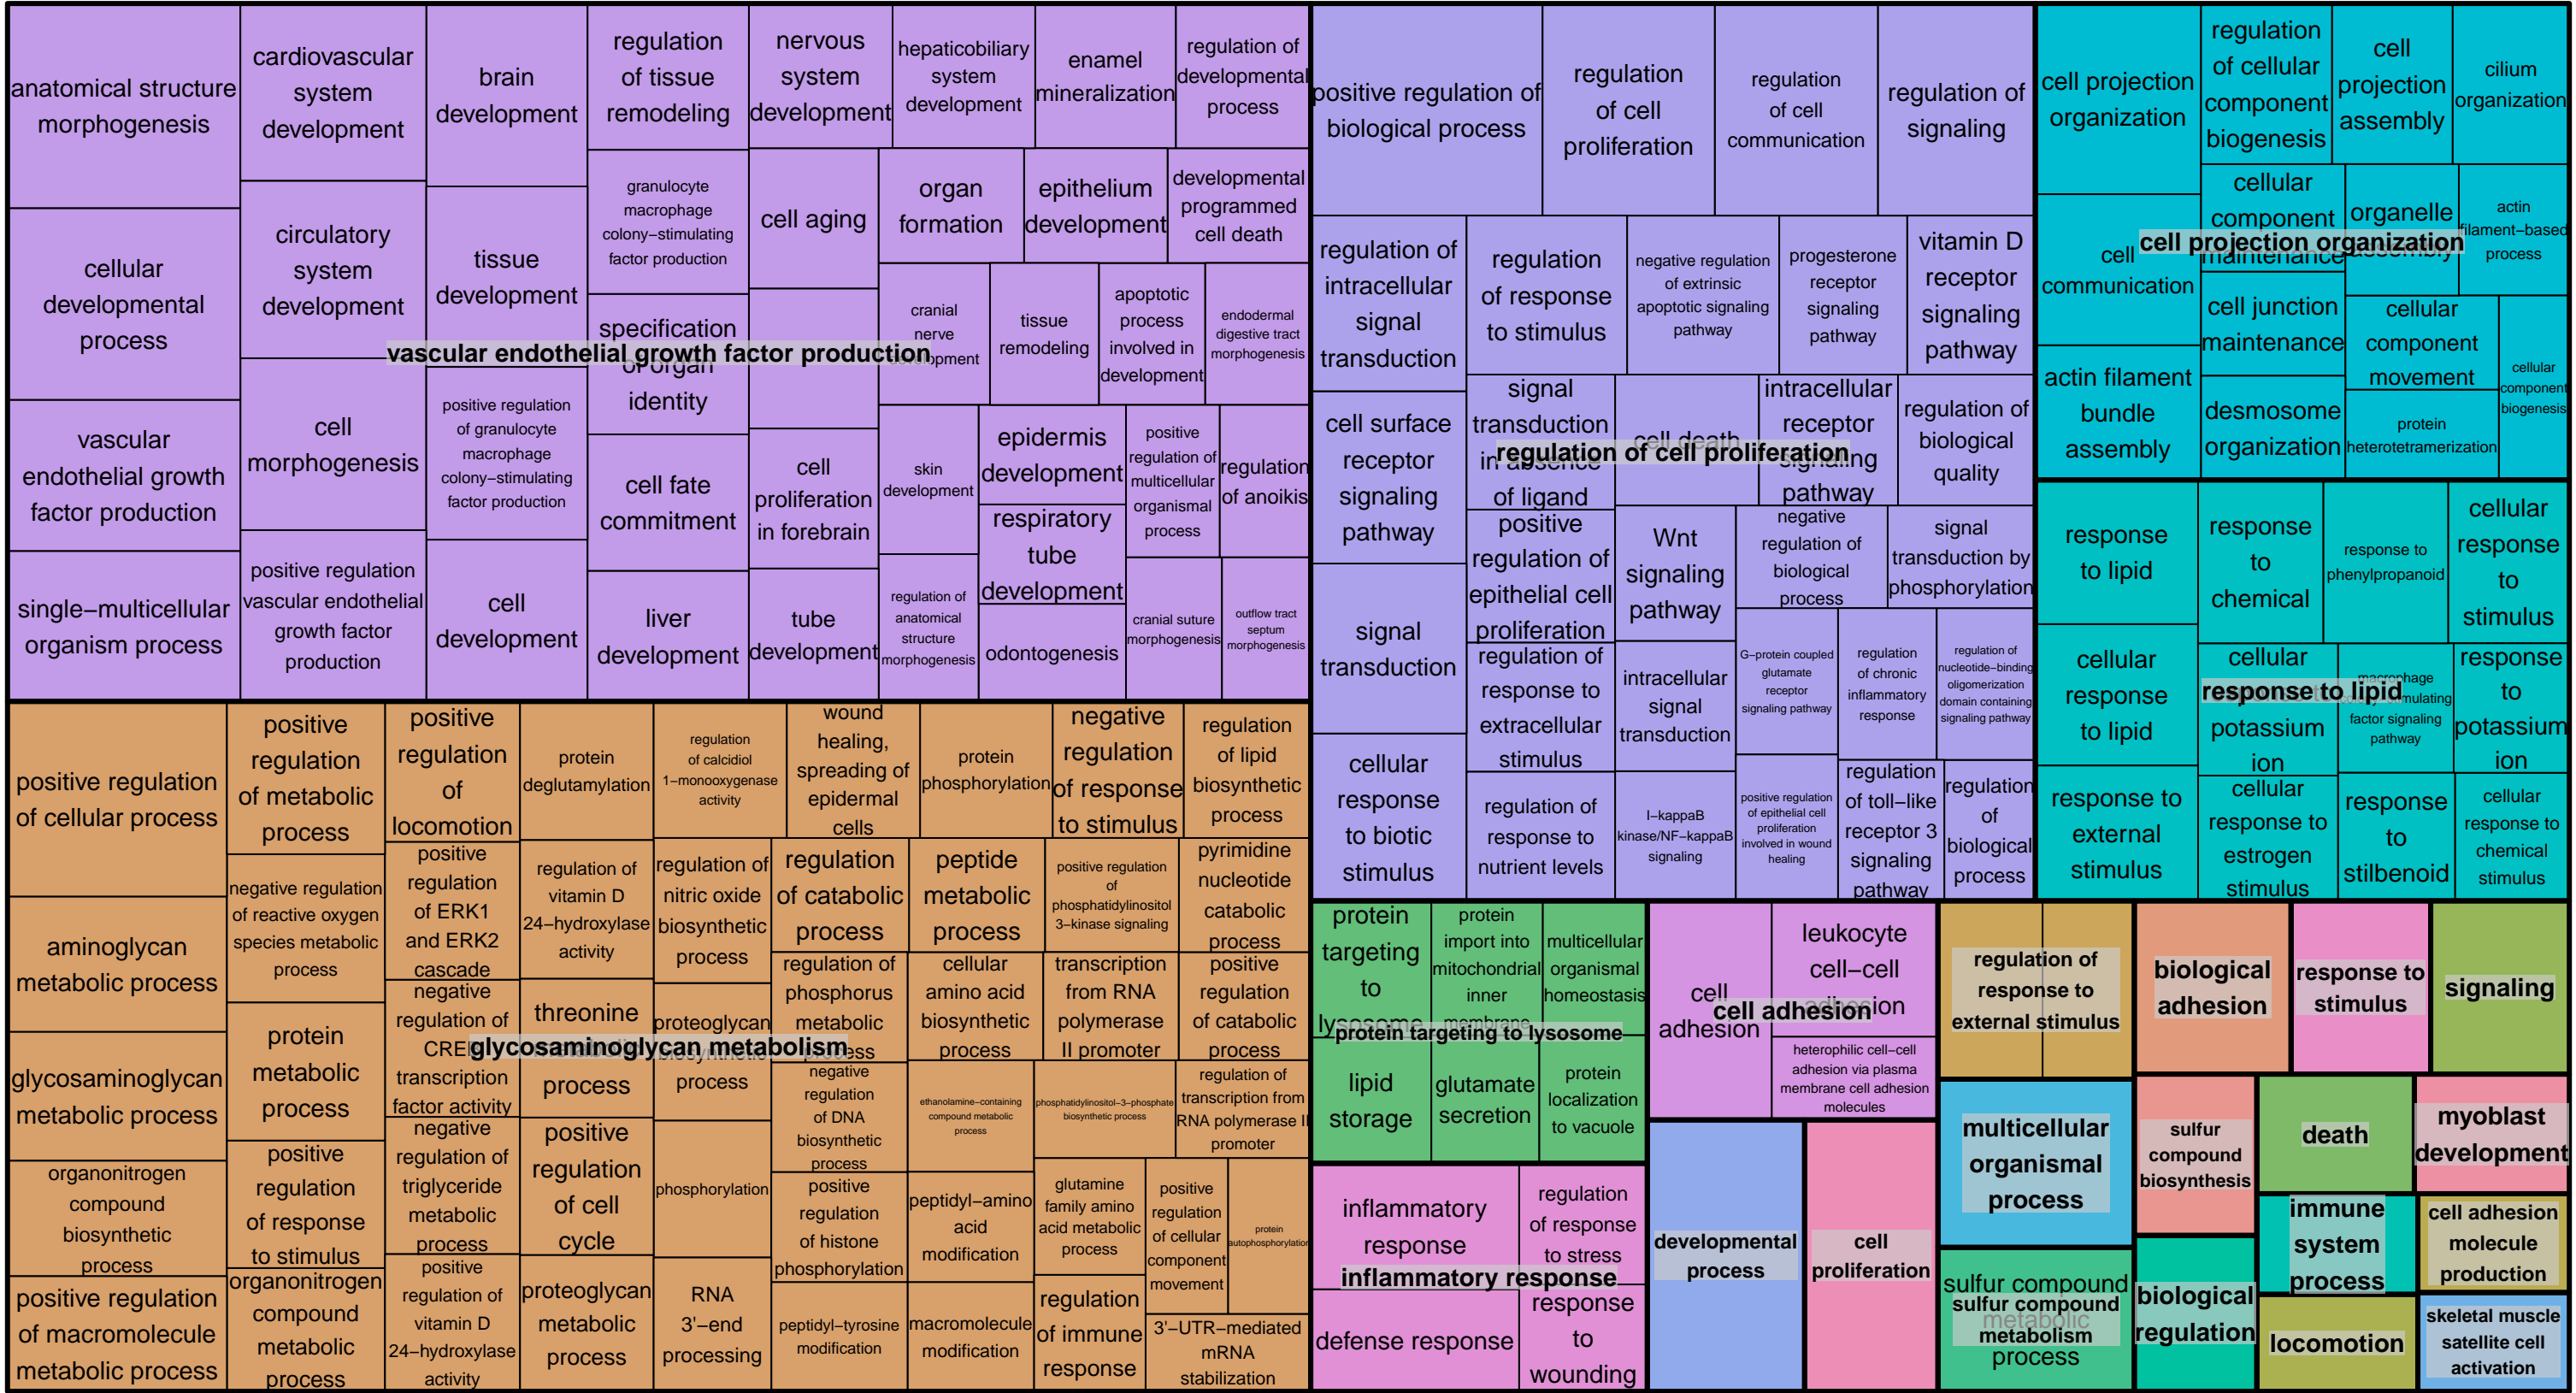 anatomical structure
morphogenesis
cellular
developmental
process
vascular
endothelial growth
factor production
single−multicellular
organism process
cardiovascular
system
development
circulatory
system
development
cell
morphogenesis
positive regulation
vascular endothelial
growth factor
production
brain
development
tissue
development
positive regulation
of granulocyte
macrophage
colony−stimulating
factor production
cell
development
regulation
of tissue
remodeling
granulocyte
macrophage
colony−stimulating
factor production
specification
of organ
identity
cell fate
commitment
liver
development
nervous
system
development
cell aging
cell
proliferation
in forebrain
tube
development
hepaticobiliary
system
development
enamel
mineralization
regulation of
developmental
process
organ
formation
epithelium
development
developmental
programmed
cell death
cranial
nerve
development
tissue
remodeling
apoptotic
process
involved in
development
endodermal
digestive tract
morphogenesis
vascular endothelial growth factor production
skin
development
epidermis
development
positive
regulation of
multicellular
organismal
process
regulation
of anoikis
respiratory
tube
development
regulation of
anatomical
structure
morphogenesis
odontogenesis
cranial suture
morphogenesis
outflow tract
septum
morphogenesis
positive regulation of
biological process
regulation
of cell
proliferation
regulation
of cell
communication
regulation of
signaling
regulation of
intracellular
signal
transduction
cell surface
receptor
signaling
pathway
signal
transduction
cellular
response
to biotic
stimulus
regulation
of response
to stimulus
negative regulation
of extrinsic
apoptotic signaling
pathway
progesterone
receptor
signaling
pathway
vitamin D
receptor
signaling
pathway
signal
transduction
in absence
of ligand
cell death
intracellular
receptor
signaling
pathway
regulation of
biological
quality
regulation of cell proliferation
positive
regulation of
epithelial cell
proliferation
Wnt
signaling
pathway
negative
regulation of
biological
process
signal
transduction by
phosphorylation
regulation of
response to
extracellular
stimulus
intracellular
signal
transduction
G−protein coupled
glutamate
receptor
signaling pathway
regulation
of chronic
inflammatory
response
regulation of
nucleotide−binding
oligomerization
domain containing
signaling pathway
regulation of
response to
nutrient levels
I−kappaB
kinase/NF−kappaB
signaling
positive regulation
of epithelial cell
proliferation
involved in wound
healing
regulation
of toll−like
receptor 3
signaling
pathway
regulation
of
biological
process
cell projection
organization
regulation
of cellular
component
biogenesis
cell
projection
assembly
cilium
organization
cell
communication
cellular
component
maintenance
organelle
assembly
actin
filament−based
process
cell projection organization
actin filament
bundle
assembly
cell junction
maintenance
cellular
component
movement
cellular
component
biogenesis
desmosome
organization
protein
heterotetramerization
response
to lipid
response
to
chemical
response to
phenylpropanoid
cellular
response
to
stimulus
cellular
response
to lipid
cellular
potassium
ion
macrophage
factor signaling
pathway
response
to
potassium
ion
response to lipid
response to
external
stimulus
cellular
response to
estrogen
stimulus
response
to
stilbenoid
cellular
response to
chemical
stimulus
positive regulation
of cellular process
aminoglycan
metabolic process
glycosaminoglycan
metabolic process
organonitrogen
compound
biosynthetic
process
positive regulation
of macromolecule
metabolic process
positive
regulation
of metabolic
process
negative regulation
of reactive oxygen
species metabolic
process
protein
metabolic
process
positive
regulation
of response
to stimulus
organonitrogen
compound
metabolic
process
positive
regulation
of
locomotion
positive
regulation
of ERK1
and ERK2
cascade
negative
regulation of
CREB
transcription
factor activity
negative
regulation of
triglyceride
metabolic
process
positive
regulation of
vitamin D
24−hydroxylase
activity
protein
deglutamylation
regulation of
vitamin D
24−hydroxylase
activity
threonine
process
positive
regulation
of cell
cycle
proteoglycan
metabolic
process
regulation
of calcidiol
1−monooxygenase
activity
regulation of
nitric oxide
biosynthetic
process
proteoglycan
biosynthetic
process
phosphorylation
RNA
3'−end
processing
glycosaminoglycan metabolism
wound
healing,
spreading of
epidermal
cells
protein
phosphorylation
negative
regulation
of response
to stimulus
regulation
of lipid
biosynthetic
process
regulation
of catabolic
process
peptide
metabolic
process
positive regulation
of
phosphatidylinositol
3−kinase signaling
pyrimidine
nucleotide
catabolic
process
regulation of
phosphorus
metabolic
process
cellular
amino acid
biosynthetic
process
transcription
from RNA
polymerase
II promoter
positive
regulation
of catabolic
process
negative
regulation
of DNA
biosynthetic
process
ethanolamine−containing
compound metabolic
process
phosphatidylinositol−3−phosphate
biosynthetic process
regulation of
transcription from
RNA polymerase II
promoter
positive
regulation
of histone
phosphorylation
peptidyl−amino
acid
modification
glutamine
family amino
acid metabolic
process
positive
regulation
of cellular
component
movement
protein
autophosphorylation
peptidyl−tyrosine
modification
macromolecule
modification
regulation
of immune
response
3'−UTR−mediated
mRNA
stabilization
protein
targeting
to
lysosome
protein
import into
mitochondrial
inner
membrane
multicellular
organismal
homeostasis
protein targeting to lysosome
lipid
storage
glutamate
secretion
protein
localization
to vacuole
inflammatory
response
regulation
of response
to stress
inflammatory response
defense response
response
to
wounding
cell
adhesion
leukocyte
cell−cell
adhesion
cell adhesion
heterophilic cell−cell
adhesion via plasma
membrane cell adhesion
molecules
developmental
process
cell
proliferation
regulation of
response to
external stimulus
multicellular
organismal
process
sulfur compound
metabolic
process
sulfur compound
metabolism
biological
adhesion
response to
stimulus
signaling
sulfur
compound
biosynthesis
death
myoblast
development
biological
regulation
immune
system
process
cell adhesion
molecule
production
locomotion
skeletal muscle
satellite cell
activation